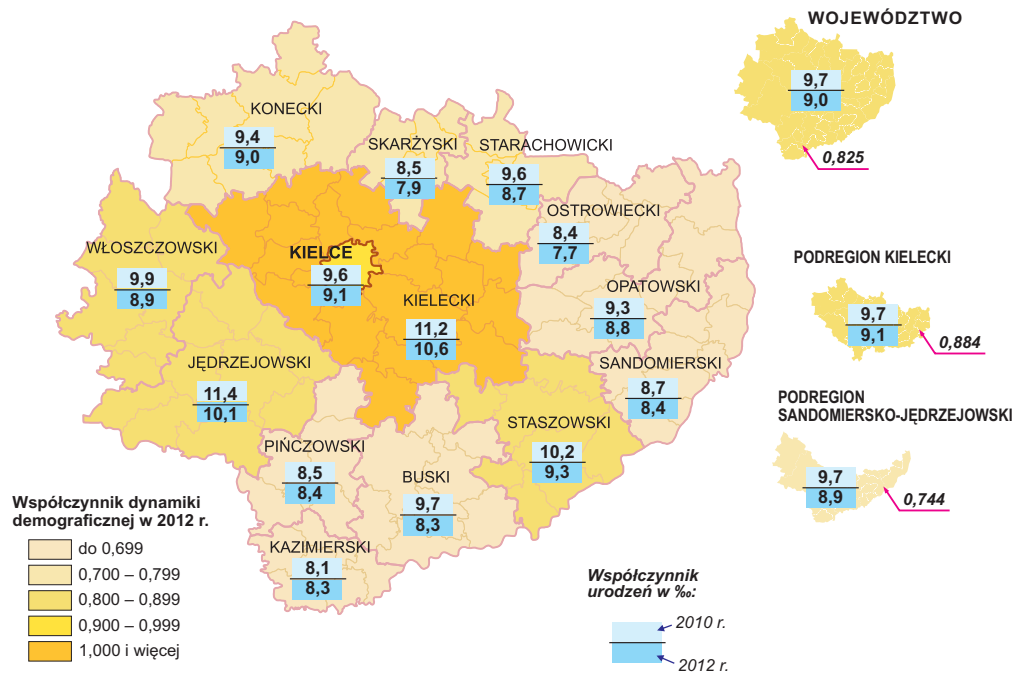 WOJEWÓDZTWO
9,7
9,0
0,825
KONECKI
9,4
9,0
SKARŻYSKI
8,5
7,9
STARACHOWICKI
9,6
8,7
OSTROWIECKI
8,4
7,7
WŁOSZCZOWSKI
9,9
8,9
KIELCE
9,6
9,1
KIELECKI
11,2
10,6
OPATOWSKI
9,3
8,8
PODREGION KIELECKI
9,7
9,1
0,884
JĘDRZEJOWSKI
11,4
10,1
SANDOMIERSKI
8,7
8,4
STASZOWSKI
10,2
9,3
PODREGION
SANDOMIERSKO-JĘDRZEJOWSKI
9,7
8,9
0,744
PIŃCZOWSKI
8,5
8,4
BUSKI
9,7
8,3
KAZIMIERSKI
8,1
8,3
Współczynnik dynamiki
demograficznej w 2012 r.
do 0,699
0,700 – 0,799
0,800 – 0,899
0,900 – 0,999
1,000 i więcej
Współczynnik
urodzeń w ‰:
2010 r.
2012 r.